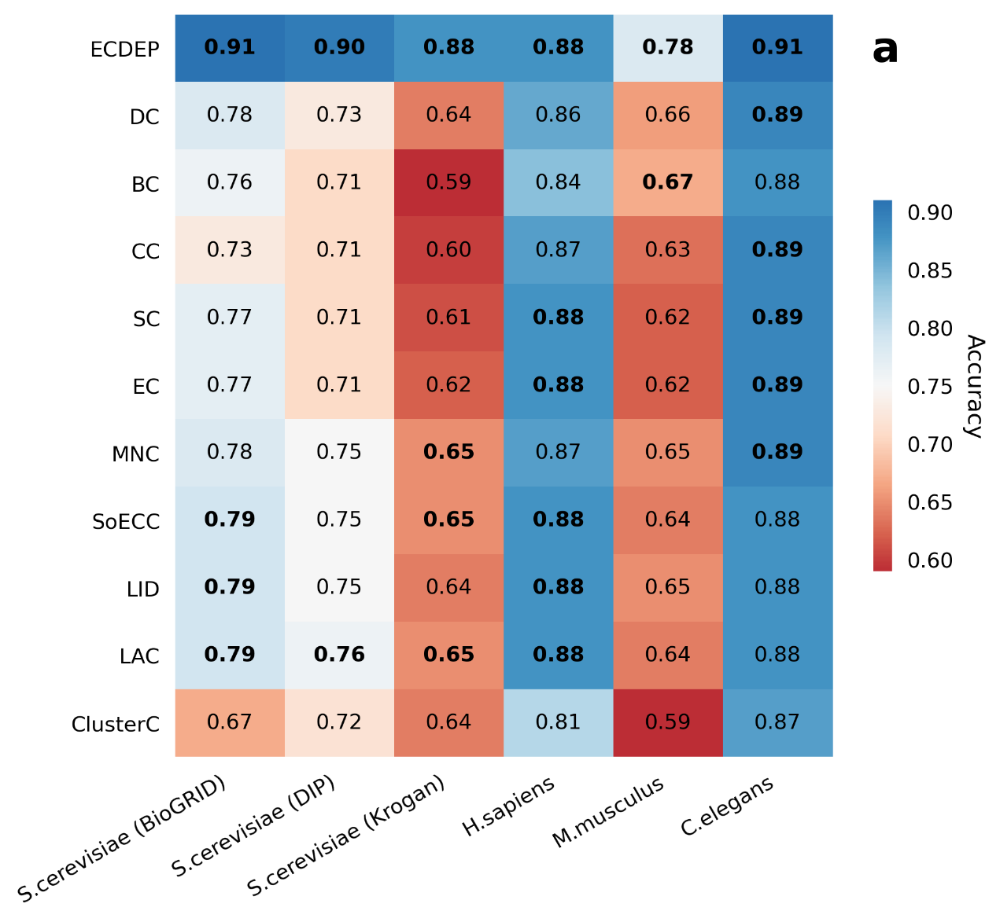 a
ECDEP 0.91 0.90 0.88 0.88 0.78 0.91
DC 0.78 0.73 0.64 0.86 0.66 0.89
BC 0.76 0.71 0.59 0.84 0.67 0.88
CC 0.73 0.71 0.60 0.87 0.63 0.89
SC 0.77 0.71 0.61 0.88 0.62 0.89
EC 0.77 0.71 0.62 0.88 0.62 0.89
MNC 0.78 0.75 0.65 0.87 0.65 0.89
SoECC 0.79 0.75 0.65 0.88 0.64 0.88
LID 0.79 0.75 0.64 0.88 0.65 0.88
LAC 0.79 0.76 0.65 0.88 0.64 0.88
ClusterC 0.67 0.72 0.64 0.81 0.59 0.87
S.cerevisiae (BioGRID)
S.cerevisiae (DIP)
S.cerevisiae (Krogan)
H.sapiens
M.musculus
C.elegans
0.90
0.85
0.80
0.75
0.70
0.65
0.60
Accuracy